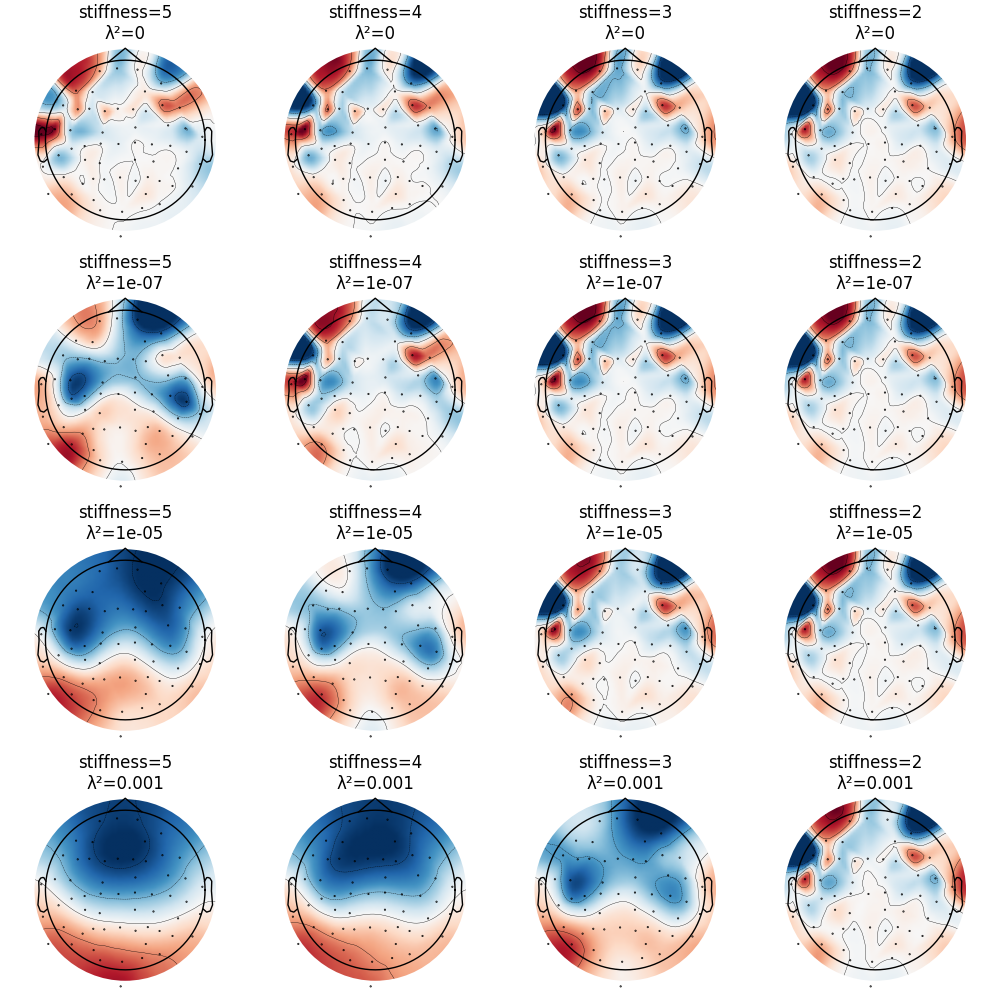 stiffness=5
λ²=0
stiffness=4
λ²=0
stiffness=3
λ²=0
stiffness=2
λ²=0
stiffness=5
λ²=1e-07
stiffness=4
λ²=1e-07
stiffness=3
λ²=1e-07
stiffness=2
λ²=1e-07
stiffness=5
λ²=1e-05
stiffness=4
λ²=1e-05
stiffness=3
λ²=1e-05
stiffness=2
λ²=1e-05
stiffness=5
λ²=0.001
stiffness=4
λ²=0.001
stiffness=3
λ²=0.001
stiffness=2
λ²=0.001